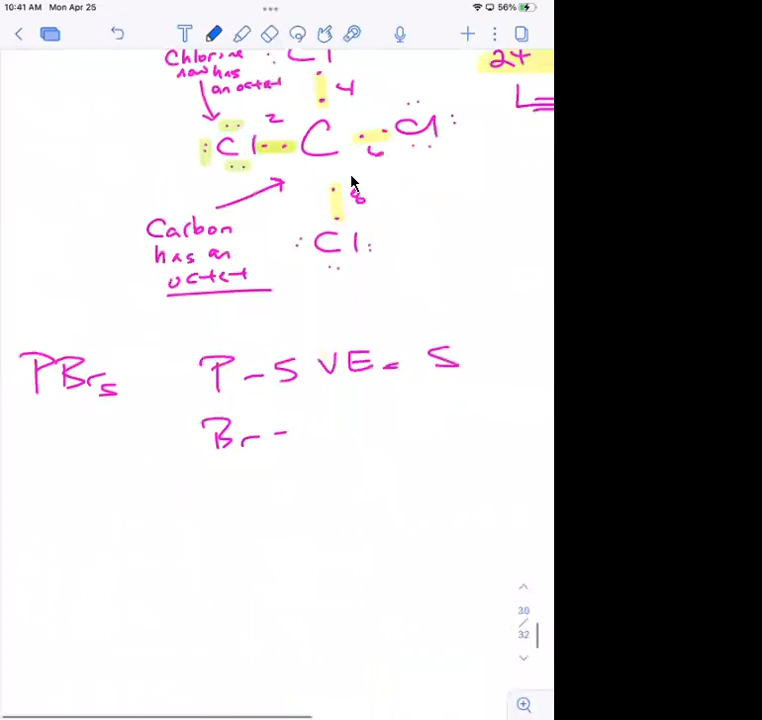 10:41 AM Mon Apr 25
56%
Cl
Chlorine
now has
an octet
2+
4
2
:Cl
C
Cl:
6
8
Carbon
has an
octet
:Cl:
PBr5
P - 5 VE = 5
Br -
30
/
32